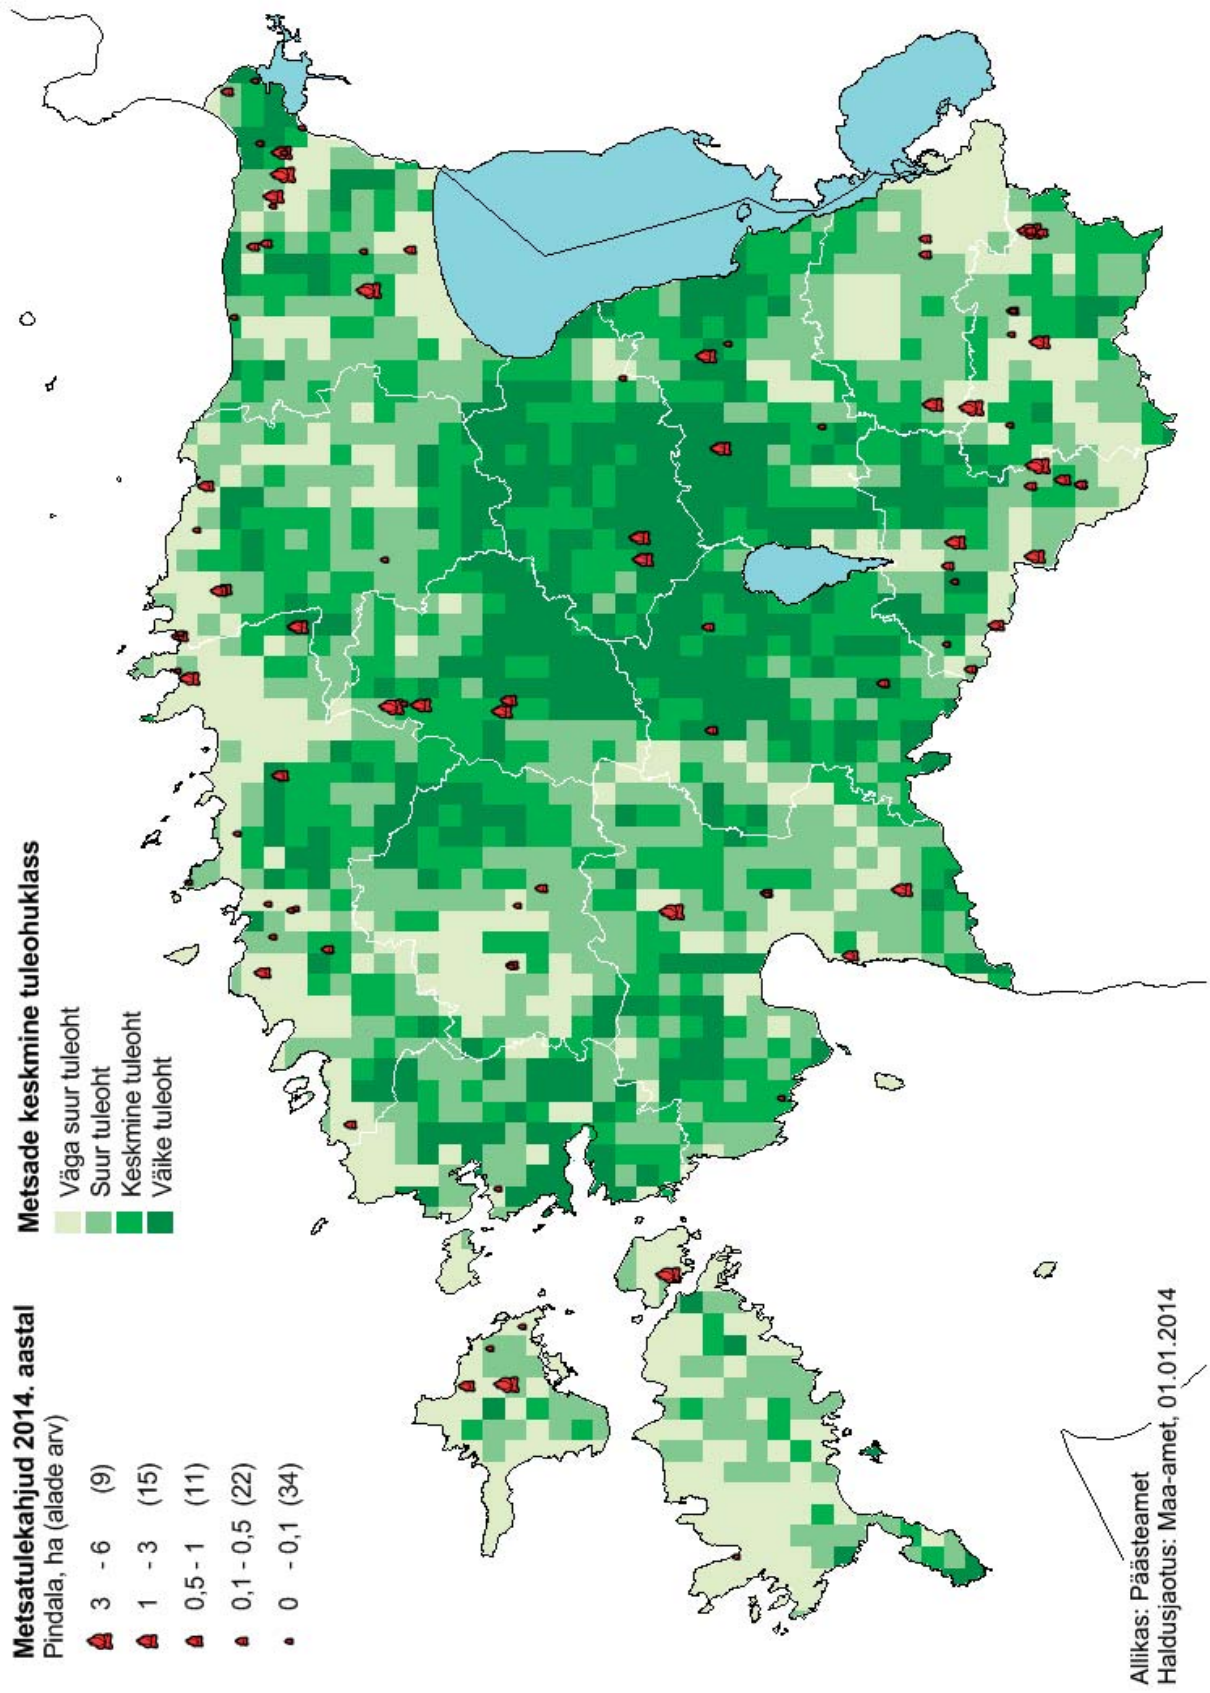 Metsatulekahjud 2014. aastal
Pindala, ha (alade arv)
3 - 6 (9)
1 - 3 (15)
0,5 - 1 (11)
0,1 - 0,5 (22)
0 - 0,1 (34)
Metsade keskmine tuleohuklass
Väga suur tuleoht
Suur tuleoht
Keskmine tuleoht
Väike tuleoht
Allikas: Päästeamet
Haldusjaotus: Maa-amet, 01.01.2014